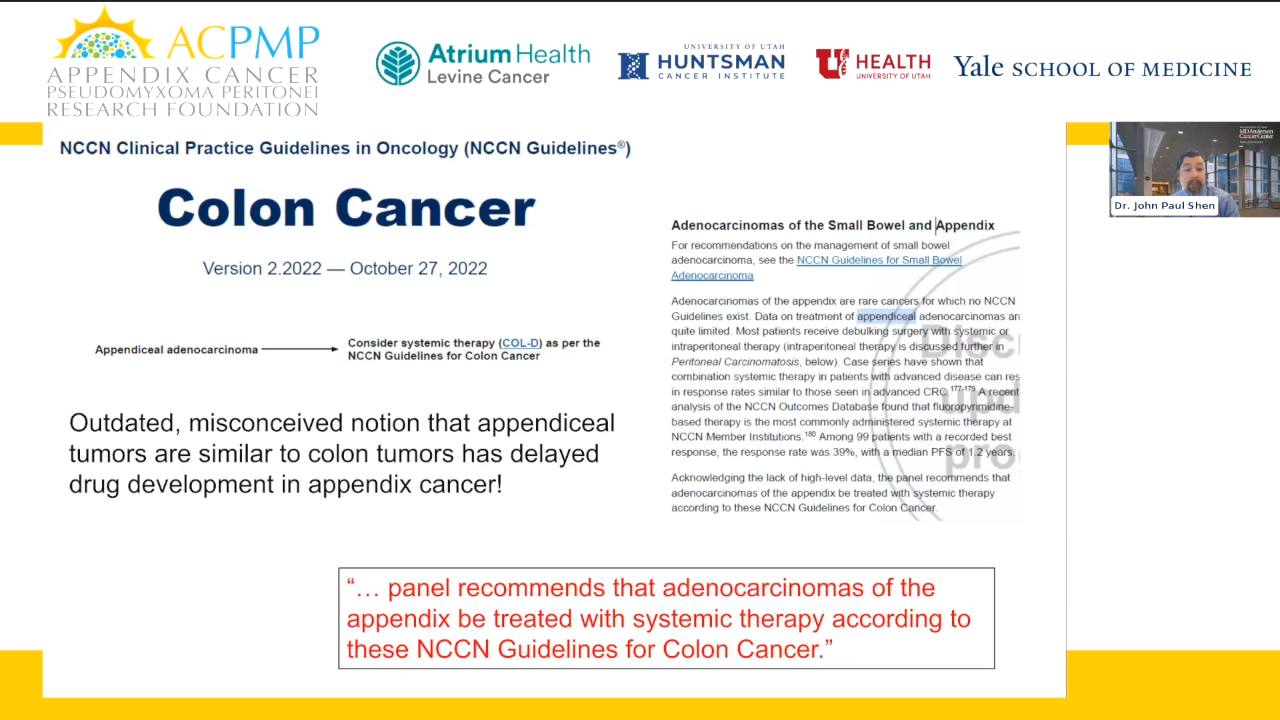 ACPMP
APPENDIX CANCER
PSEUDOMYXOMA PERITONEI
RESEARCH FOUNDATION
Atrium Health
Levine Cancer
UNIVERSITY OF UTAH
HUNTSMAN
CANCER INSTITUTE
HEALTH
UNIVERSITY OF UTAH
Yale SCHOOL OF MEDICINE
MDAnderson
Dr. John Paul Shen
NCCN Clinical Practice Guidelines in Oncology (NCCN Guidelines®)
Colon Cancer
Version 2.2022 — October 27, 2022
Appendiceal adenocarcinoma
Consider systemic therapy (COL-D) as per the
NCCN Guidelines for Colon Cancer
Outdated, misconceived notion that appendiceal
tumors are similar to colon tumors has delayed
drug development in appendix cancer!
Adenocarcinomas of the Small Bowel and Appendix
For recommendations on the management of small bowel
adenocarcinoma, see the NCCN Guidelines for Small Bowel
Adenocarcinoma
Adenocarcinomas of the appendix are rare cancers for which no NCCN
Guidelines exist. Data on treatment of appendiceal adenocarcinomas ar
quite limited. Most patients receive debulking surgery with systemic or
intraperitoneal therapy (intraperitoneal therapy is discussed further in
Peritoneal Carcinomatosis, below). Case series have shown that
combination systemic therapy in patients with advanced disease can res
in response rates similar to those seen in advanced CRC.177-179 A recent
analysis of the NCCN Outcomes Database found that fluoropyrimidine-
based therapy is the most commonly administered systemic therapy at
NCCN Member Institutions.180 Among 99 patients with a recorded best
response, the response rate was 39%, with a median PFS of 1.2 years.
Acknowledging the lack of high-level data, the panel recommends that
adenocarcinomas of the appendix be treated with systemic therapy
according to these NCCN Guidelines for Colon Cancer.
Disc
upd
pro
“… panel recommends that adenocarcinomas of the
appendix be treated with systemic therapy according to
these NCCN Guidelines for Colon Cancer.”